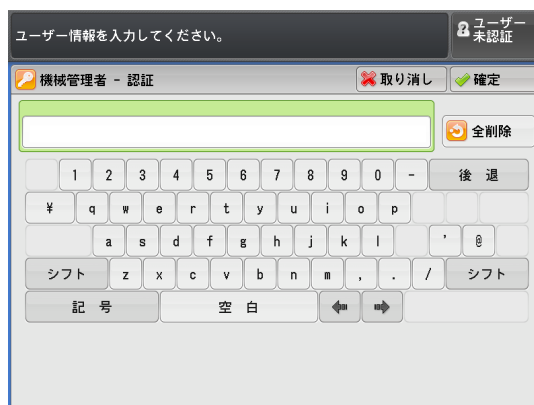 ユーザー情報を入力してください。
ユーザー
未認証
機械管理者 - 認証
取り消し
確定
全削除
1 2 3 4 5 6 7 8 9 0 - 後 退
¥ q w e r t y u i o p
a s d f g h j k l ' @
シフト z x c v b n m , . / シフト
記 号 空 白